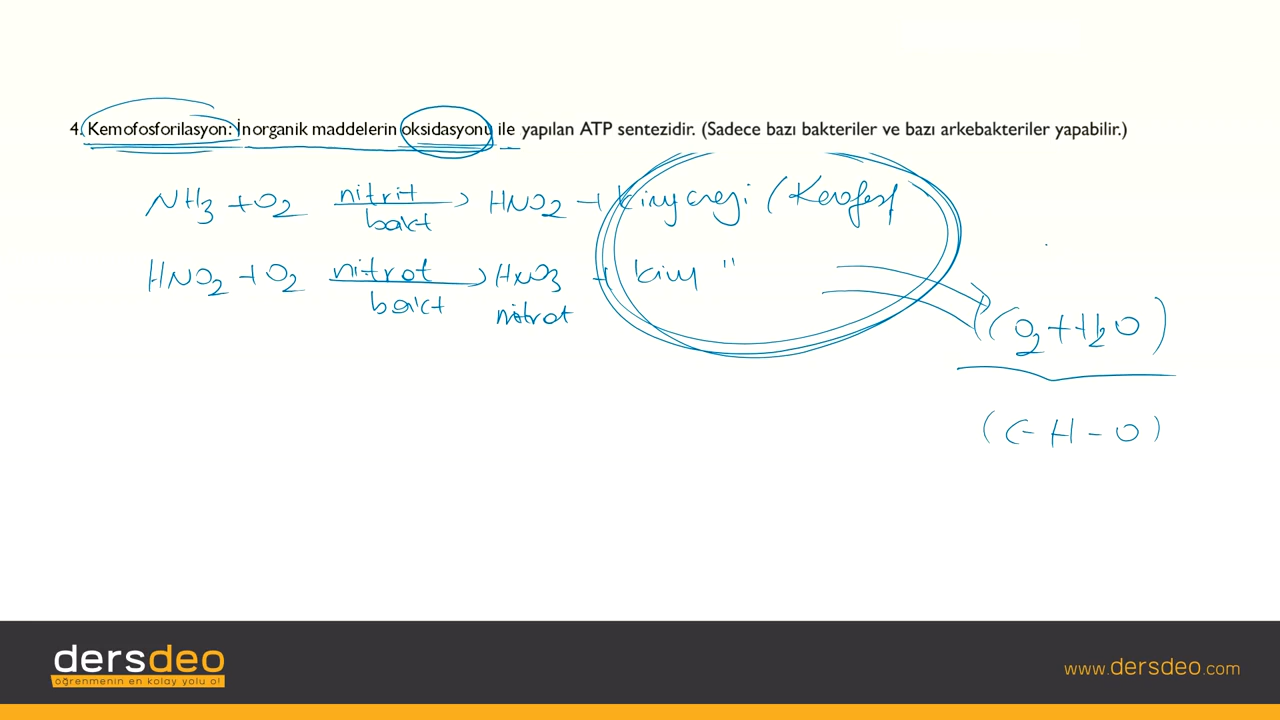 4. Kemofosforilasyon: İnorganik maddelerin oksidasyonu ile yapılan ATP sentezidir. (Sadece bazı bakteriler ve bazı arkebakteriler yapabilir.)
NH3 + O2 nitrit bakt → HNO2 + kimy enerji (Kemofosf
HNO2 + O2 nitrat bakt → HNO3 + kim "
nitrat
(CO2 + H2O)
(C - H - O)
dersdeo
öğrenmenin en kolay yolu o!
www.dersdeo.com